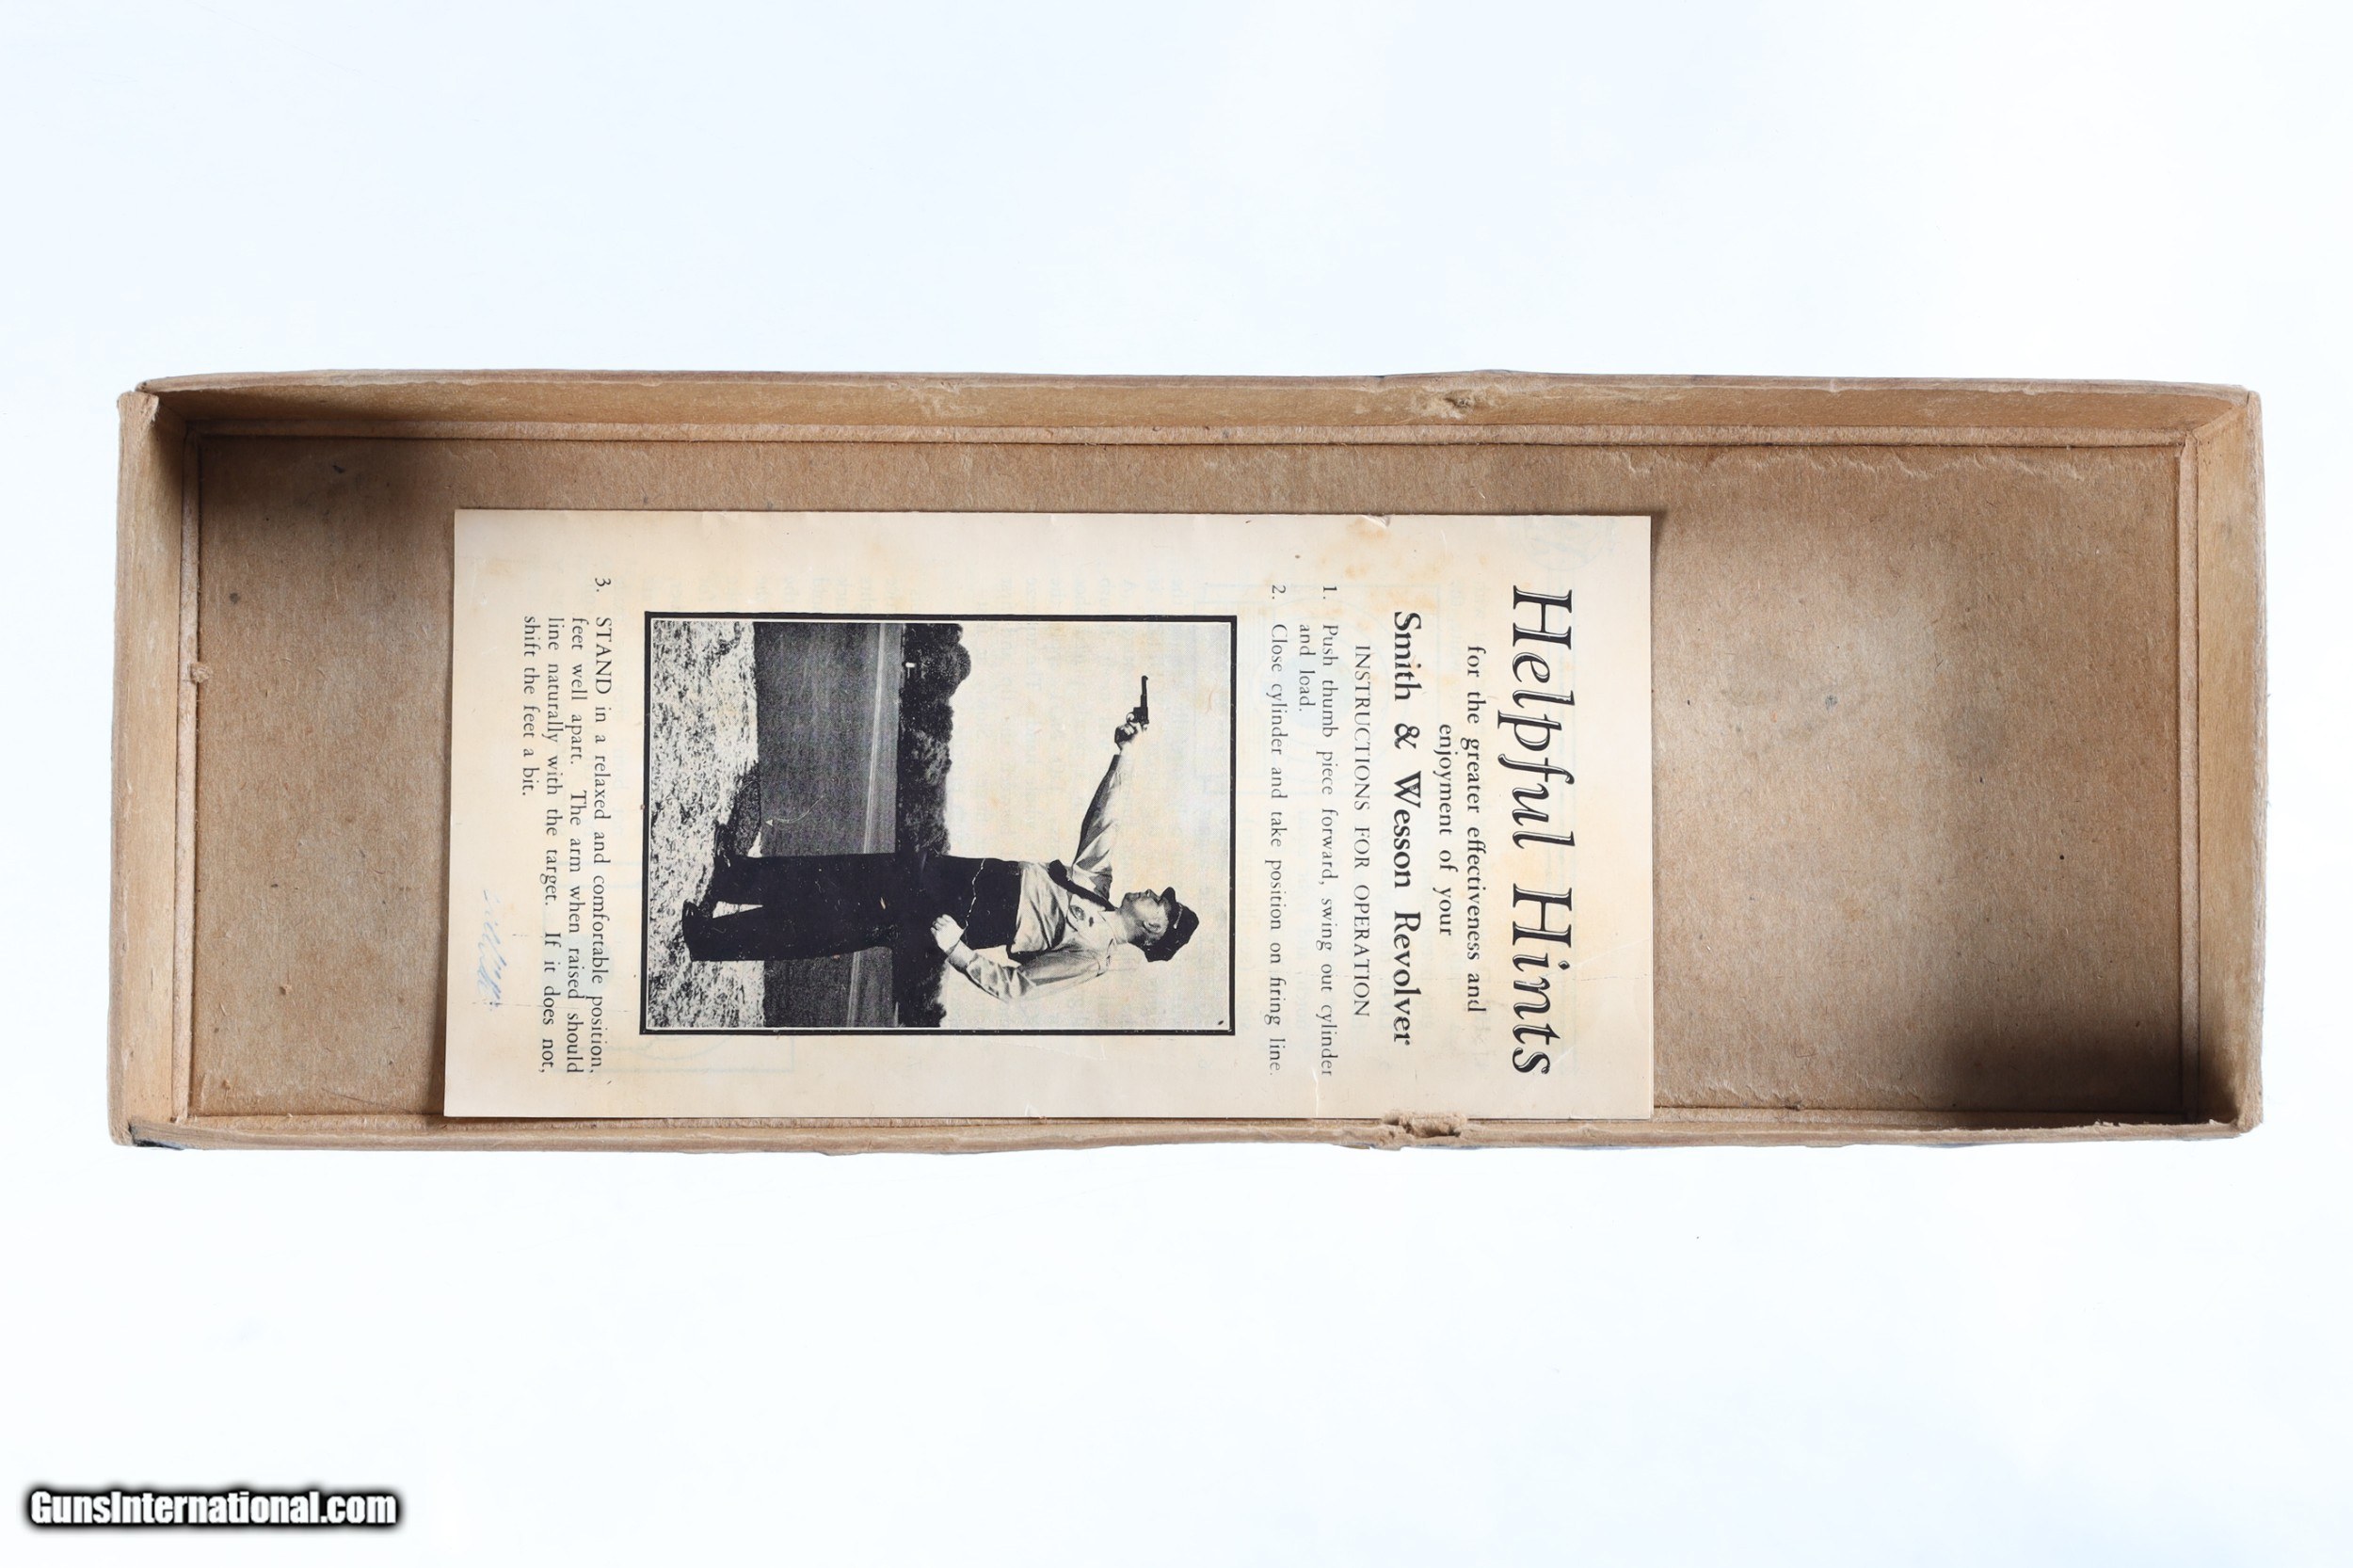 Helpful Hints
for the greater effectiveness and
enjoyment of your
Smith & Wesson Revolver
INSTRUCTIONS FOR OPERATION
1. Push thumb piece forward, swing out cylinder
and load.
2. Close cylinder and take position on firing line.
3. STAND in a relaxed and comfortable position,
feet well apart. The arm when raised should
line naturally with the target. If it does not,
shift the feet a bit.
GunsInternational.com